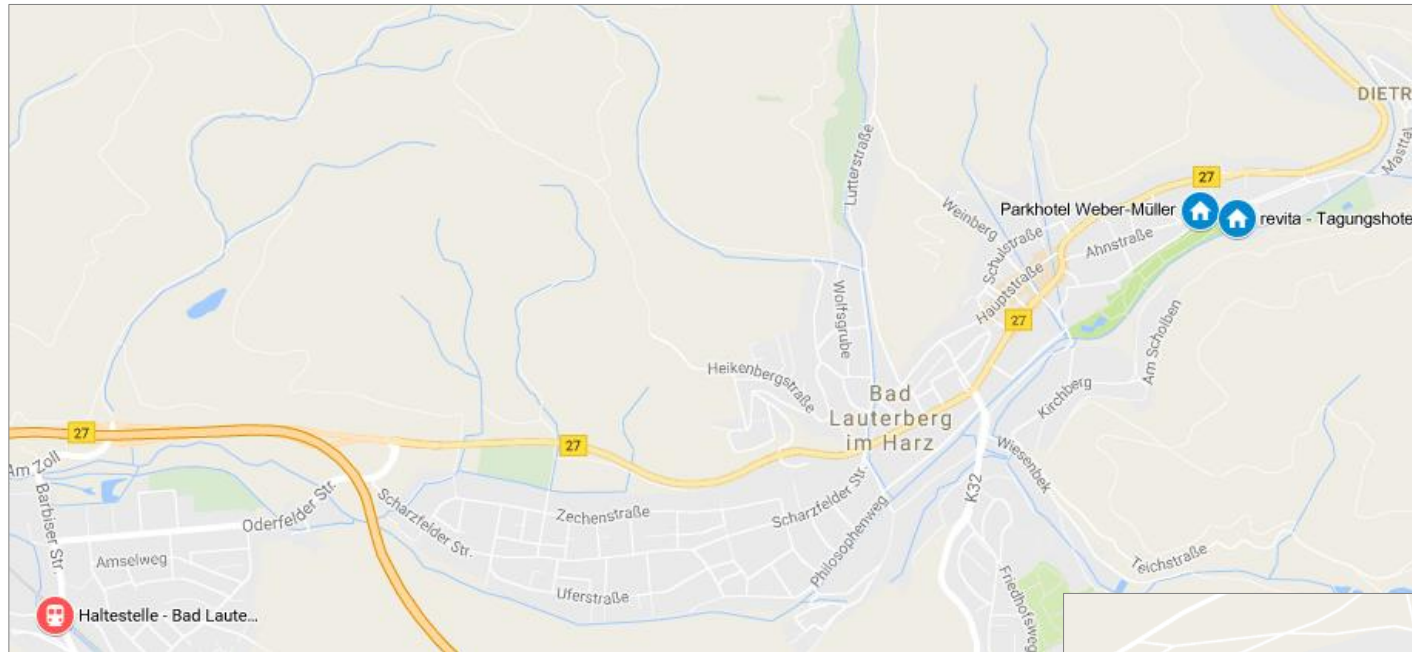 DIETR
Masttal
27
Parkhotel Weber-Müller
revita - Tagungshote
Lutterstraße
Weinberg
Schulstraße
Ahnstraße
Hauptstraße
27
Wolfsgrube
Am Scholben
Heikenbergstraße
Kirchberg
Bad
Lauterberg
im Harz
27
27
Am Zoll
Barbiser Str.
Oderfelder Str.
Scharzfelder Str.
Zechenstraße
Scharzfelder Str.
Philosophenweg
K32
Wiesenbek
Amselweg
Uferstraße
Teichstraße
Friedhofsweg
Haltestelle - Bad Laute...